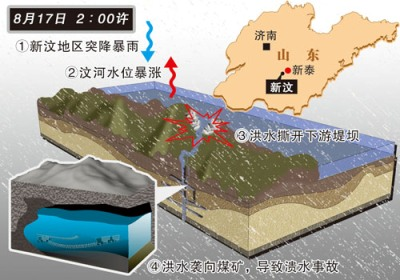 8月17日 2:00许
①新汶地区突降暴雨
②汶河水位暴涨
济南
山东
新泰
新汶
③洪水撕开下游堤坝
④洪水袭向煤矿，导致溃水事故